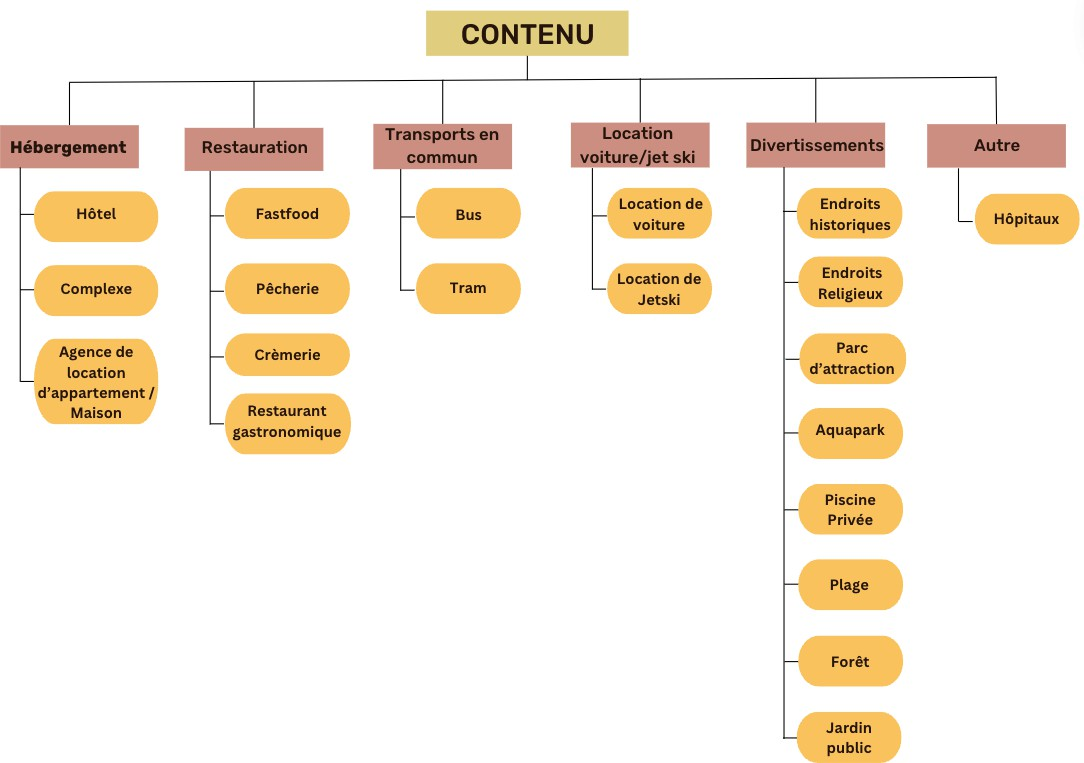 CONTENU
Hébergement
Restauration
Transports en
commun
Location
voiture/jet ski
Divertissements
Autre
Hôtel
Complexe
Agence de
location
d'appartement /
Maison
Fastfood
Pêcherie
Crèmerie
Restaurant
gastronomique
Bus
Tram
Location de
voiture
Location de
Jetski
Endroits
historiques
Endroits
Religieux
Parc
d'attraction
Aquapark
Piscine
Privée
Plage
Forêt
Jardin
public
Hôpitaux